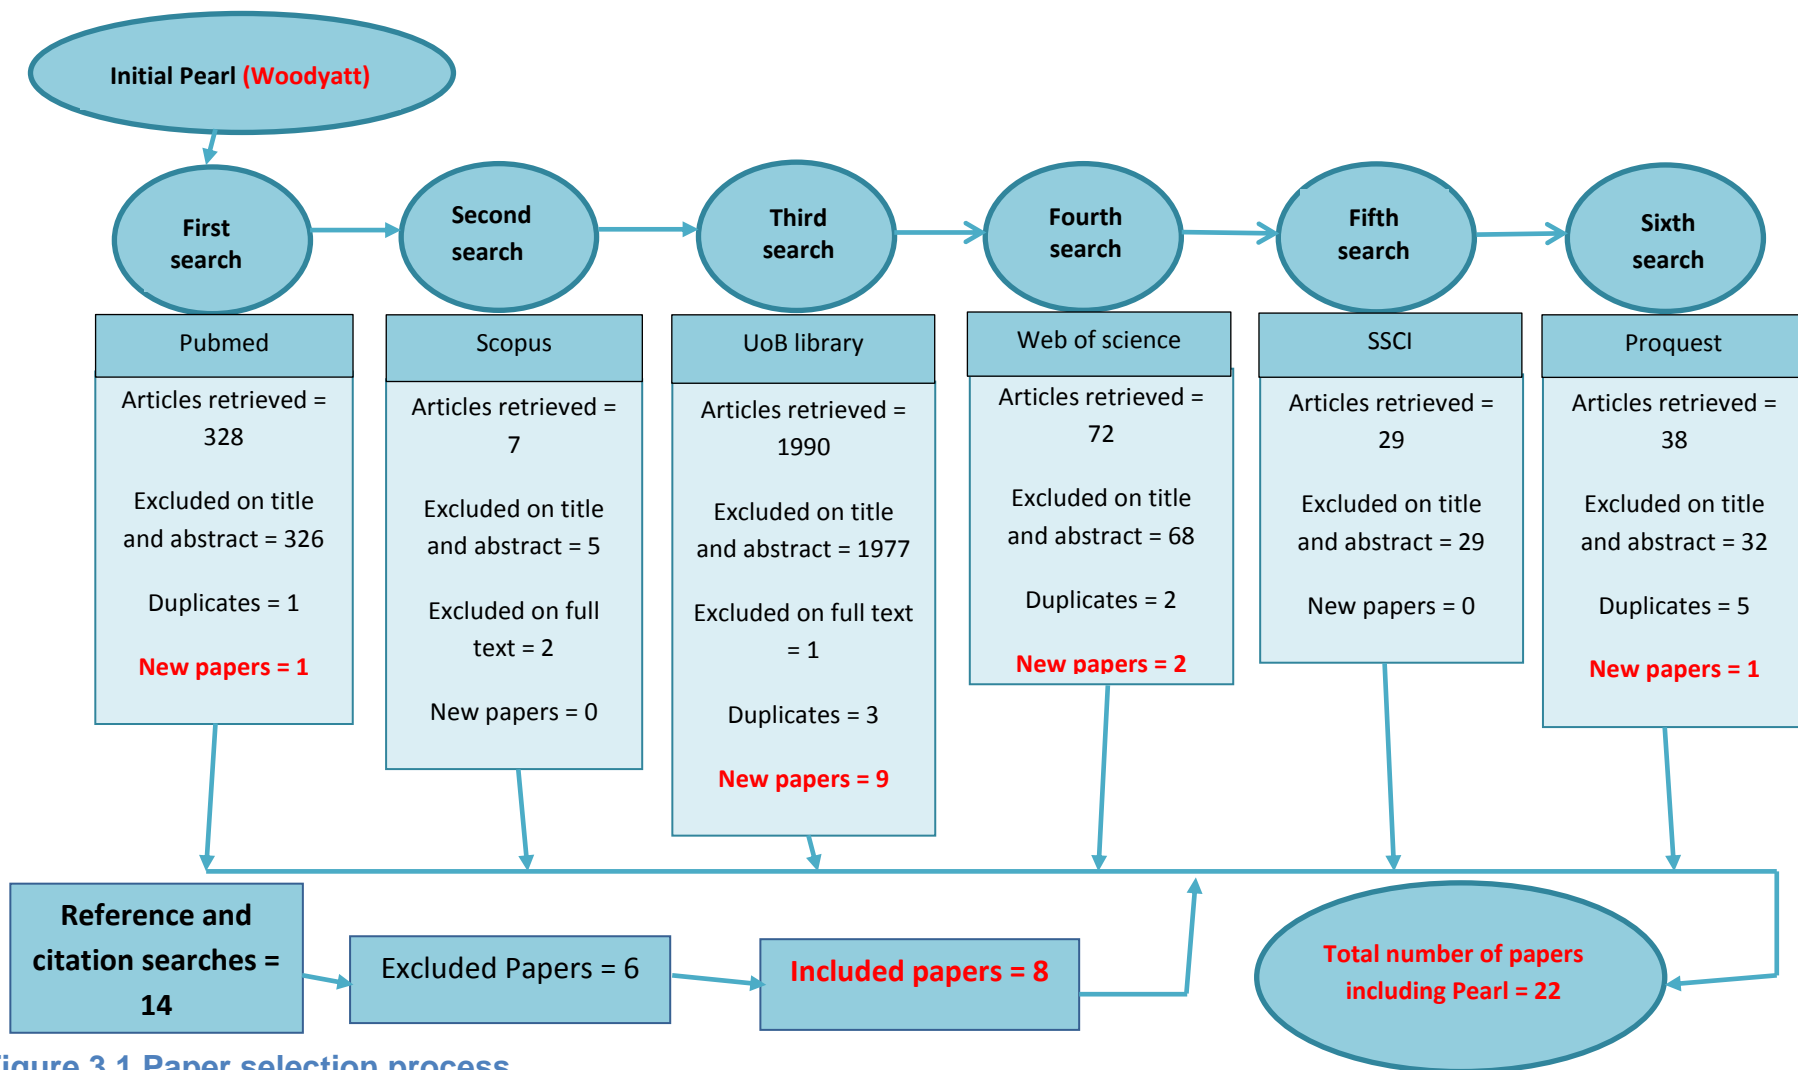 Initial Pearl (Woodyatt)
First
search
Second
search
Third
search
Fourth
search
Fifth
search
Sixth
search
Pubmed
Articles retrieved =
328
Excluded on title
and abstract = 326
Duplicates = 1
New papers = 1
Scopus
Articles retrieved =
7
Excluded on title
and abstract = 5
Excluded on full
text = 2
New papers = 0
UoB library
Articles retrieved =
1990
Excluded on title
and abstract = 1977
Excluded on full text
= 1
Duplicates = 3
New papers = 9
Web of science
Articles retrieved =
72
Excluded on title
and abstract = 68
Duplicates = 2
New papers = 2
SSCI
Articles retrieved =
29
Excluded on title
and abstract = 29
New papers = 0
Proquest
Articles retrieved =
38
Excluded on title
and abstract = 32
Duplicates = 5
New papers = 1
Reference and
citation searches =
14
Excluded Papers = 6
Included papers = 8
Total number of papers
including Pearl = 22
Figure 3.1 Paper selection process